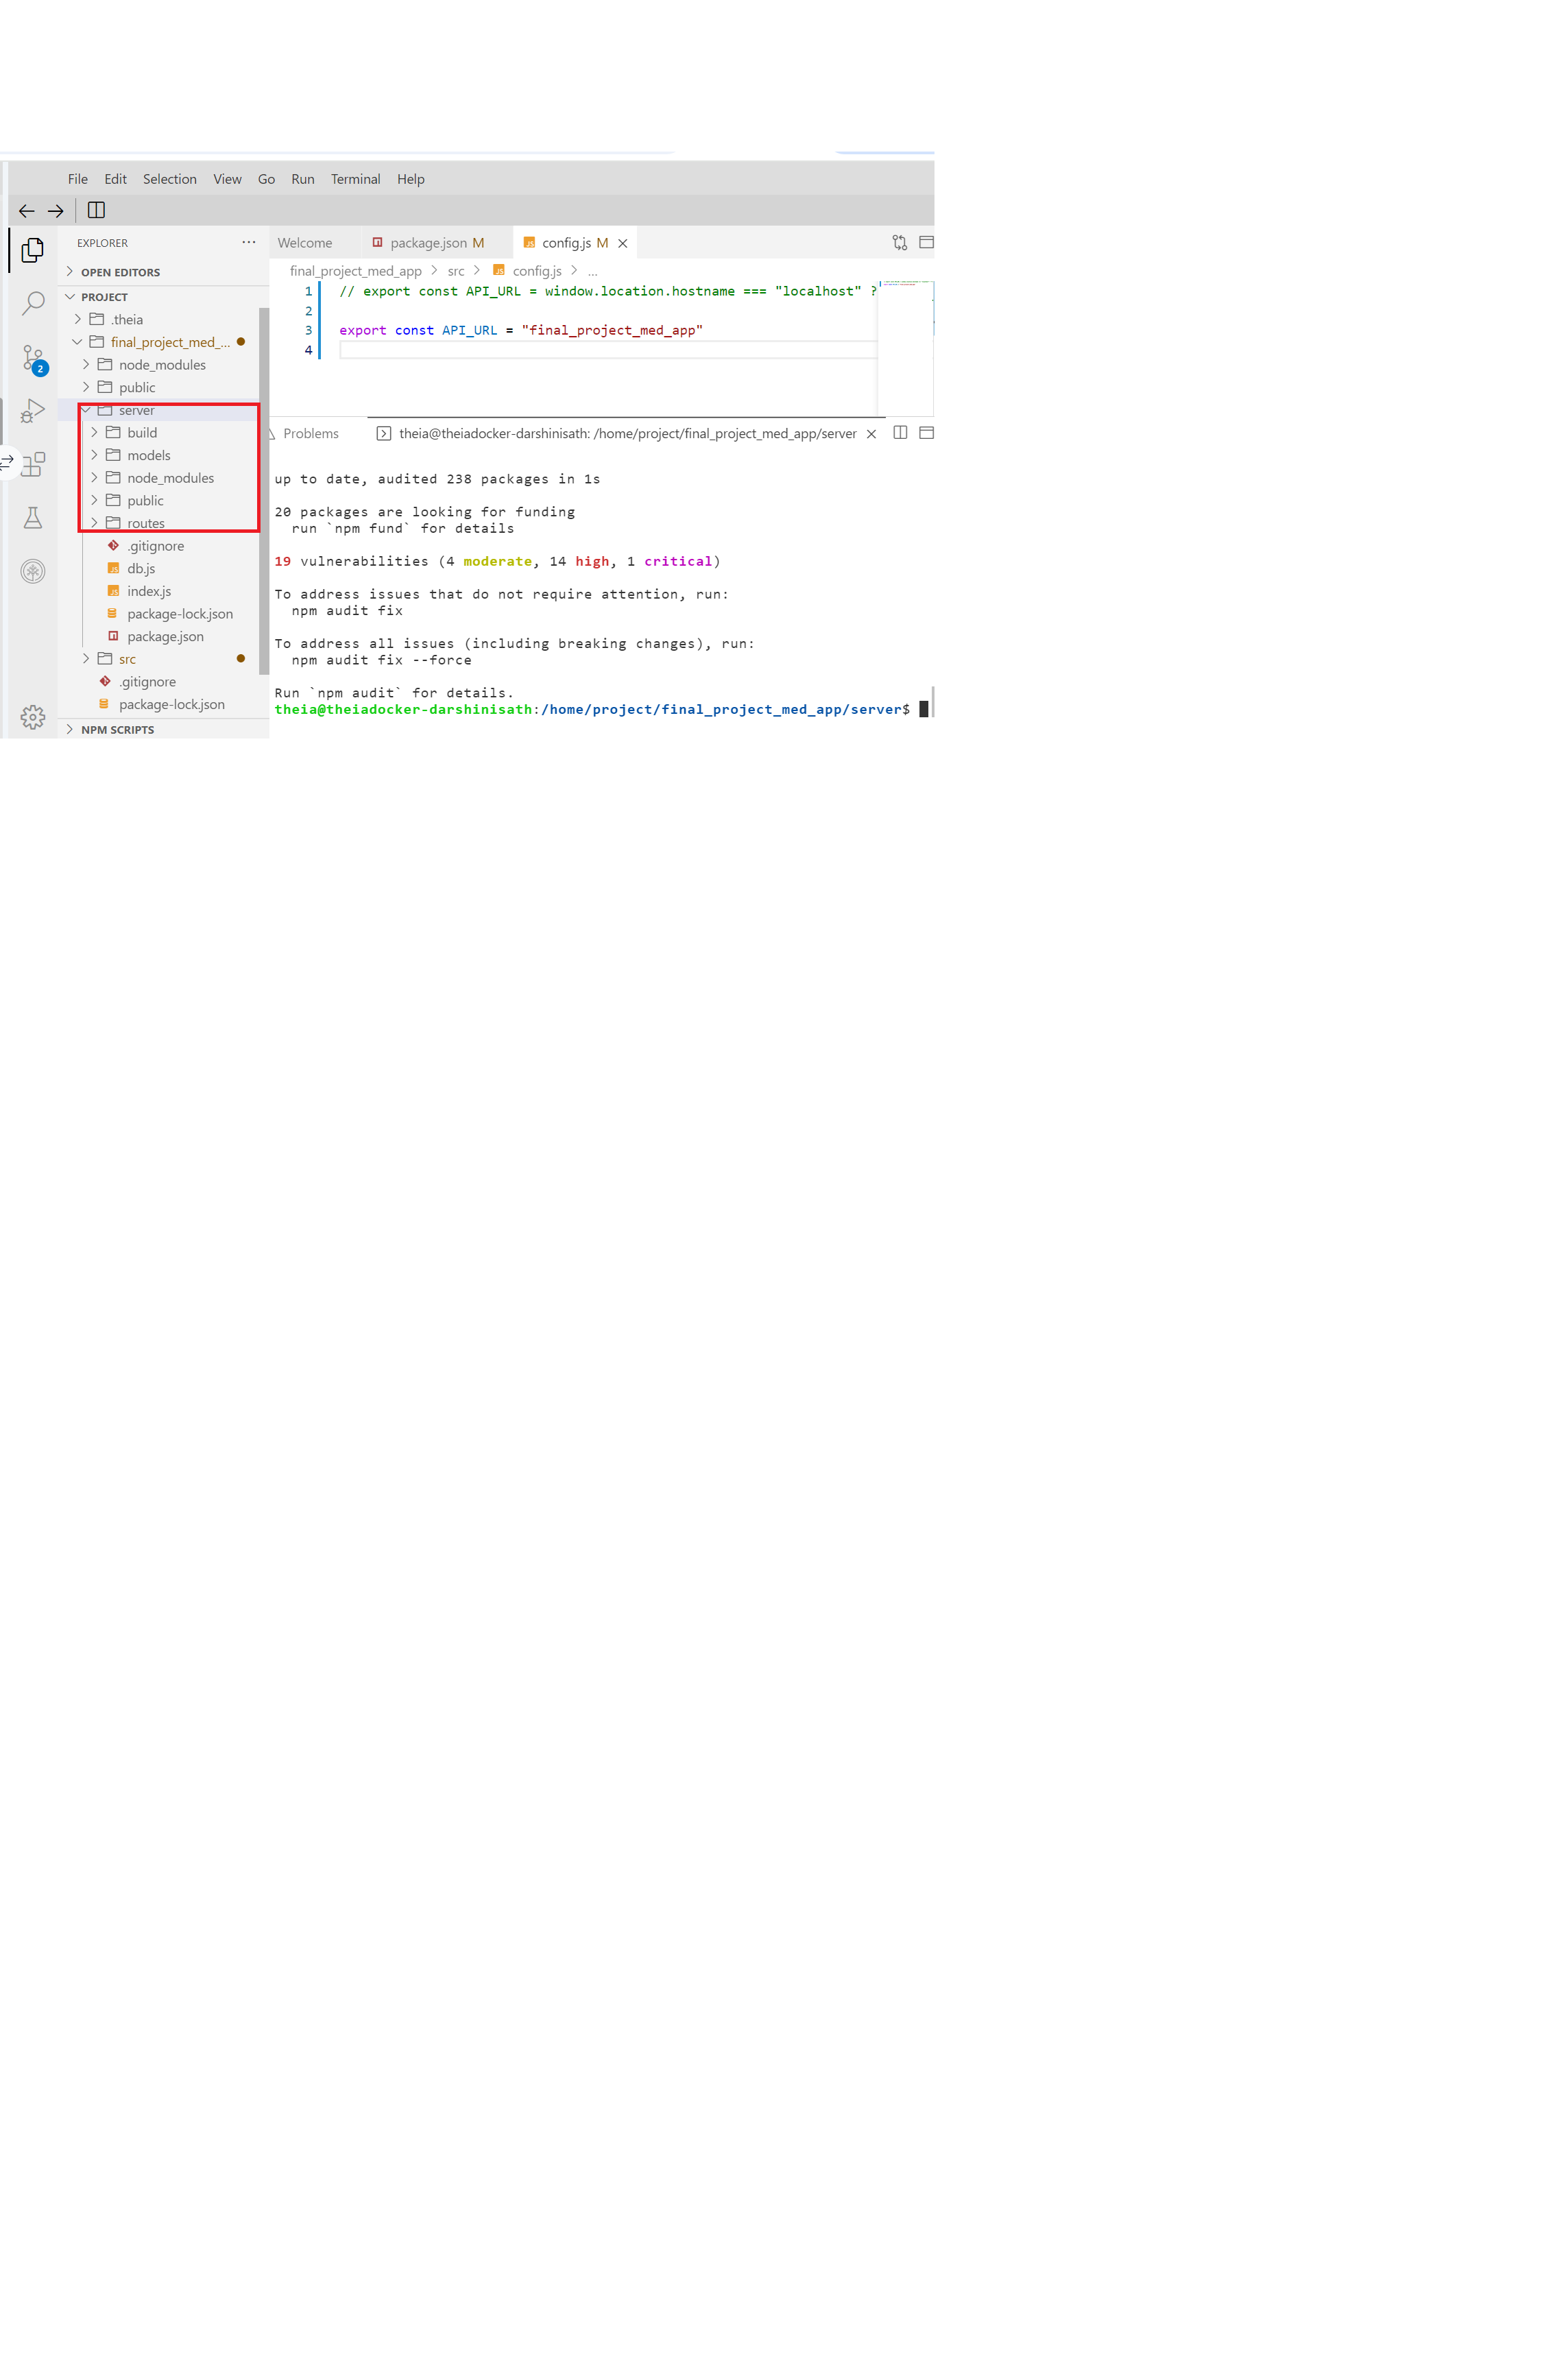 File Edit Selection View Go Run Terminal Help
EXPLORER
OPEN EDITORS
PROJECT
.theia
final_project_med_...
node_modules
public
server
build
models
node_modules
public
routes
.gitignore
db.js
index.js
package-lock.json
package.json
src
.gitignore
package-lock.json
NPM SCRIPTS
2
Welcome package.json M config.js M
final_project_med_app > src > config.js > ...
1 // export const API_URL = window.location.hostname === "localhost" ?
2
3 export const API_URL = "final_project_med_app"
4
Problems theia@theiadocker-darshinisath: /home/project/final_project_med_app/server
up to date, audited 238 packages in 1s
20 packages are looking for funding
run `npm fund` for details
19 vulnerabilities (4 moderate, 14 high, 1 critical)
To address issues that do not require attention, run:
npm audit fix
To address all issues (including breaking changes), run:
npm audit fix --force
Run `npm audit` for details.
theia@theiadocker-darshinisath:/home/project/final_project_med_app/server$